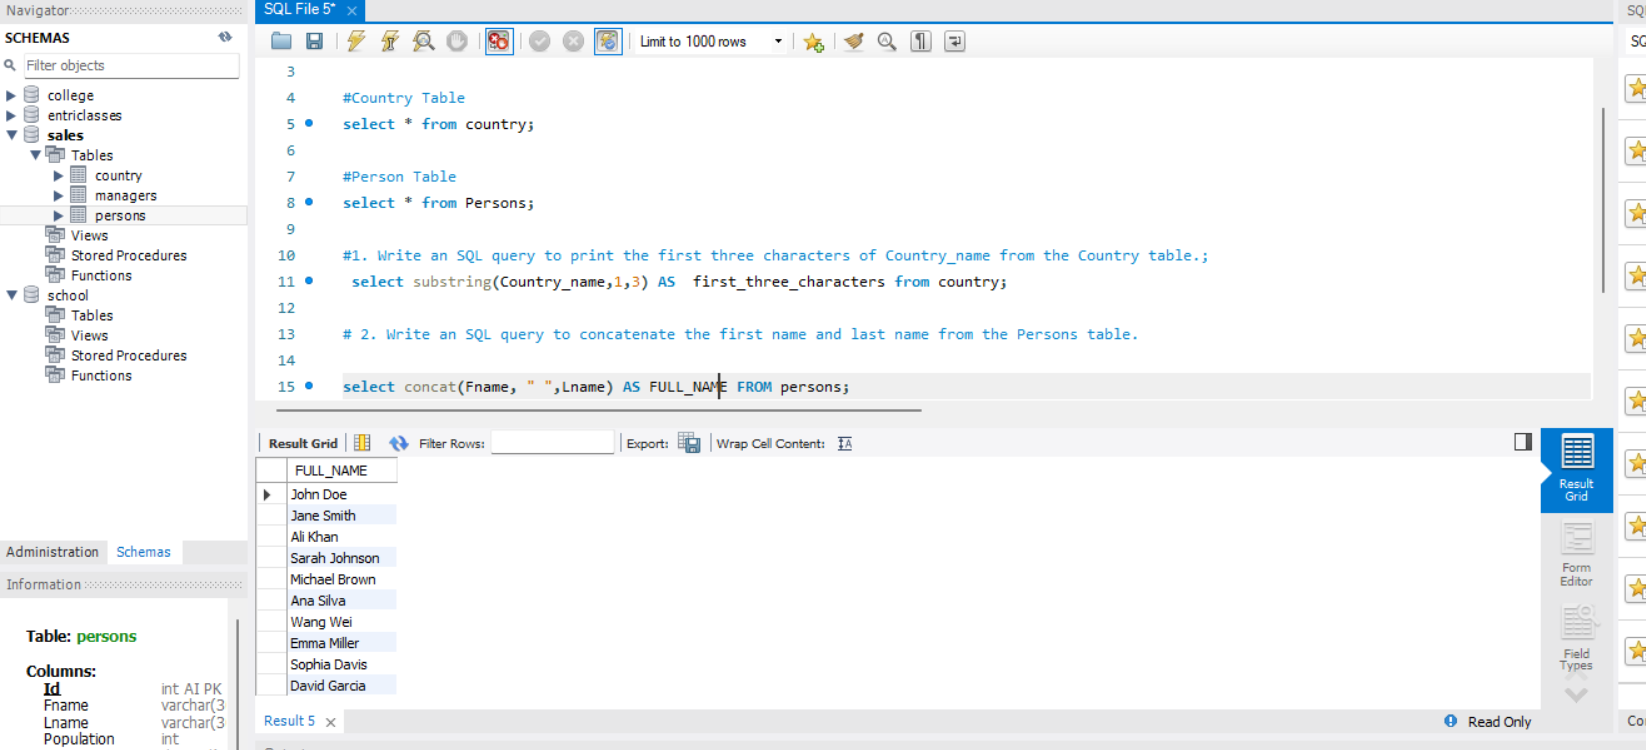 Navigator
SCHEMAS
Filter objects
college
entriclasses
sales
Tables
country
managers
persons
Views
Stored Procedures
Functions
school
Tables
Views
Stored Procedures
Functions
Administration Schemas
Information
Table: persons
Columns:
Id int AI PK
Fname varchar(3
Lname varchar(3
Population int
SQL File 5*
Limit to 1000 rows
3
4 #Country Table
5 select * from country;
6
7 #Person Table
8 select * from Persons;
9
10 #1. Write an SQL query to print the first three characters of Country_name from the Country table.;
11 select substring(Country_name,1,3) AS first_three_characters from country;
12
13 # 2. Write an SQL query to concatenate the first name and last name from the Persons table.
14
15 select concat(Fname, " ",Lname) AS FULL_NAME FROM persons;
Result Grid Filter Rows: Export: Wrap Cell Content:
FULL_NAME
John Doe
Jane Smith
Ali Khan
Sarah Johnson
Michael Brown
Ana Silva
Wang Wei
Emma Miller
Sophia Davis
David Garcia
Result 5
Read Only
Result
Grid
Form
Editor
Field
Types
SQ
SQ
Co